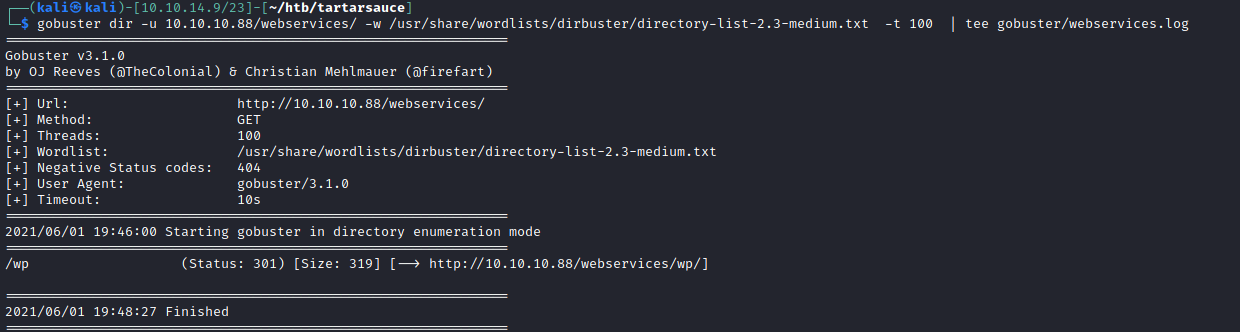 ┌──(kali㉿kali)-[10.10.14.9/23]-[~/htb/tartarsauce]
└─$ gobuster dir -u 10.10.10.88/webservices/ -w /usr/share/wordlists/dirbuster/directory-list-2.3-medium.txt  -t 100  | tee gobuster/webservices.log
===============================================================
Gobuster v3.1.0
by OJ Reeves (@TheColonial) & Christian Mehlmauer (@firefart)
===============================================================
[+] Url:                     http://10.10.10.88/webservices/
[+] Method:                  GET
[+] Threads:                 100
[+] Wordlist:                /usr/share/wordlists/dirbuster/directory-list-2.3-medium.txt
[+] Negative Status codes:   404
[+] User Agent:              gobuster/3.1.0
[+] Timeout:                 10s
===============================================================
2021/06/01 19:46:00 Starting gobuster in directory enumeration mode
===============================================================
/wp                   (Status: 301) [Size: 319] [--> http://10.10.10.88/webservices/wp/]
===============================================================
2021/06/01 19:48:27 Finished
===============================================================